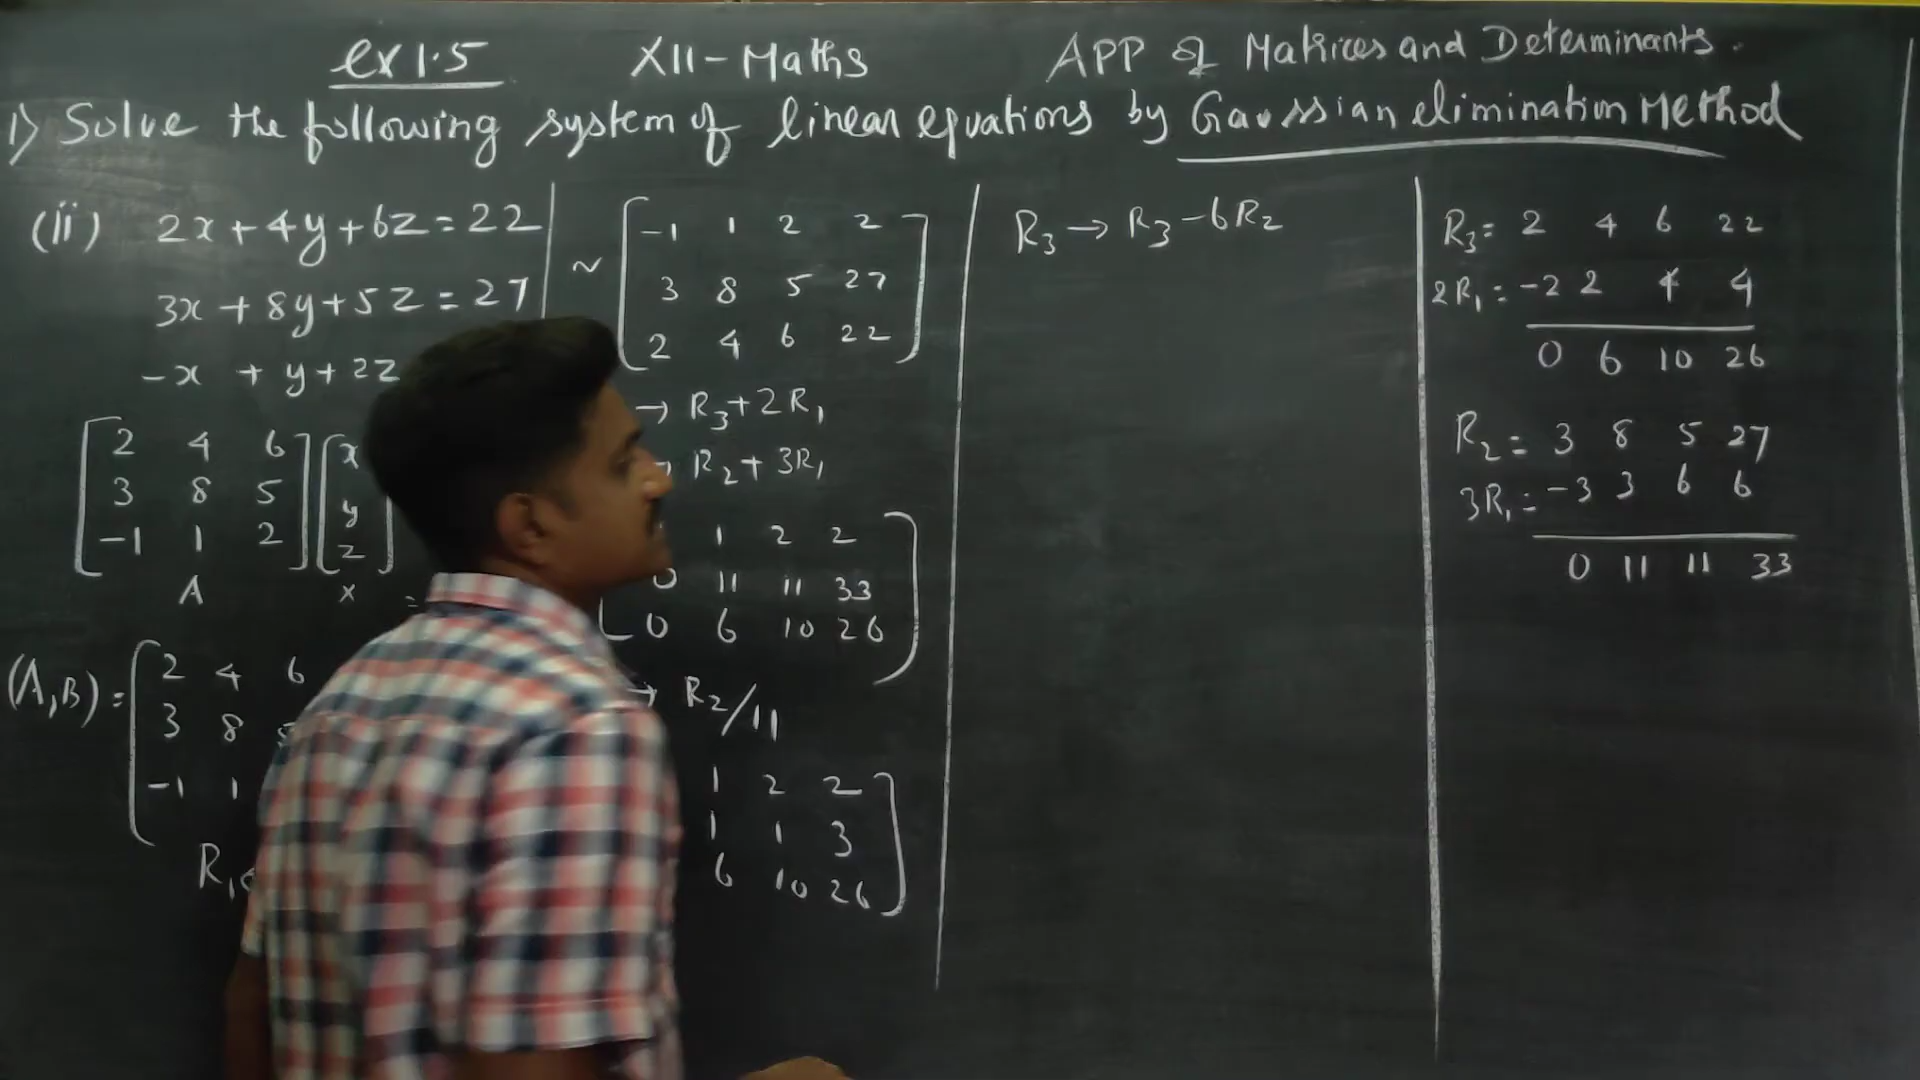 ex 1.5 XII - Maths APP of Matrices and Determinants.
1) Solve the following system of linear equations by Gaussian elimination Method
(ii) 2x + 4y + 6z = 22
3x + 8y + 5z = 27
-x + y + 2z
2 4 6 x
3 8 5 y
-1 1 2 z
A x =
(A,B) = 2 4 6
3 8 5
-1 1
R1
~ -1 1 2 2
3 8 5 27
2 4 6 22
→ R3 + 2R1
→ R2 + 3R1
1 2 2
0 11 11 33
0 6 10 26
→ R2/11
1 2 2
1 1 3
6 10 26
R3 → R3 - 6R2
R3 = 2 4 6 22
2R1 = -2 2 4 4
0 6 10 26
R2 = 3 8 5 27
3R1 = -3 3 6 6
0 11 11 33